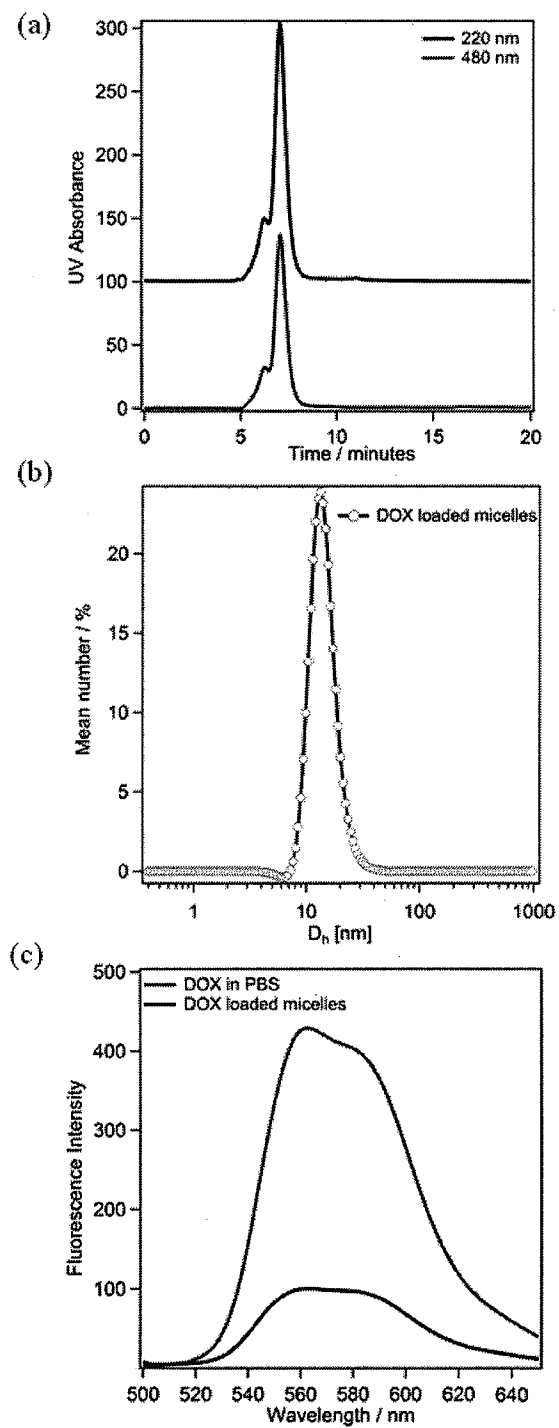 (a)
300
250
200
150
100
50
0
UV Absorbance
220 nm
480 nm
0 5 10 15 20
Time / minutes
(b)
20
15
10
5
0
Mean number / %
DOX loaded micelles
1 10 100 1000
Dh [nm]
(c)
500
400
300
200
100
Fluorescence Intensity
DOX in PBS
DOX loaded micelles
500 520 540 560 580 600 620 640
Wavelength / nm